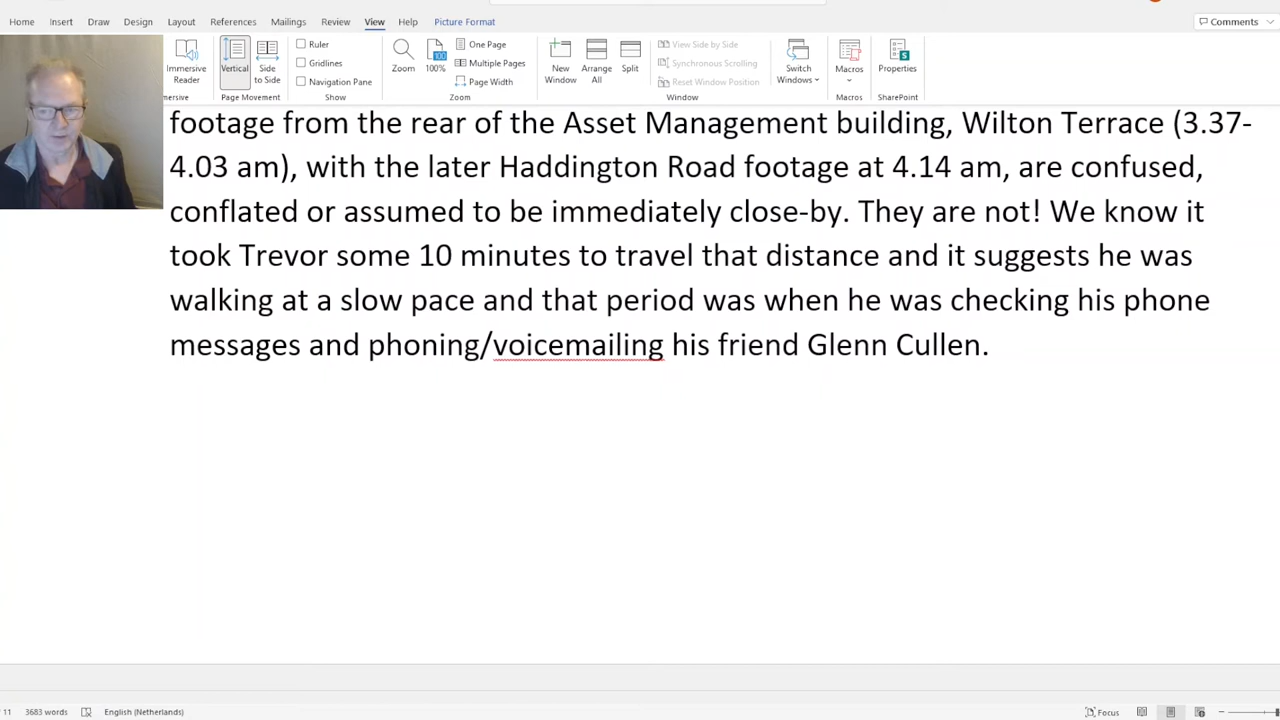 Home Insert Draw Design Layout References Mailings Review View Help Picture Format Comments
Immersive Reader
Vertical
Side to Side
Page Movement
Ruler
Gridlines
Navigation Pane
Show
Zoom
100%
One Page
Multiple Pages
Page Width
Zoom
New Window
Arrange All
Split
View Side by Side
Synchronous Scrolling
Reset Window Position
Window
Switch Windows
Macros
Macros
Properties
SharePoint
footage from the rear of the Asset Management building, Wilton Terrace (3.37-
4.03 am), with the later Haddington Road footage at 4.14 am, are confused,
conflated or assumed to be immediately close-by. They are not! We know it
took Trevor some 10 minutes to travel that distance and it suggests he was
walking at a slow pace and that period was when he was checking his phone
messages and phoning/voicemailing his friend Glenn Cullen.
11 3683 words English (Netherlands) Focus